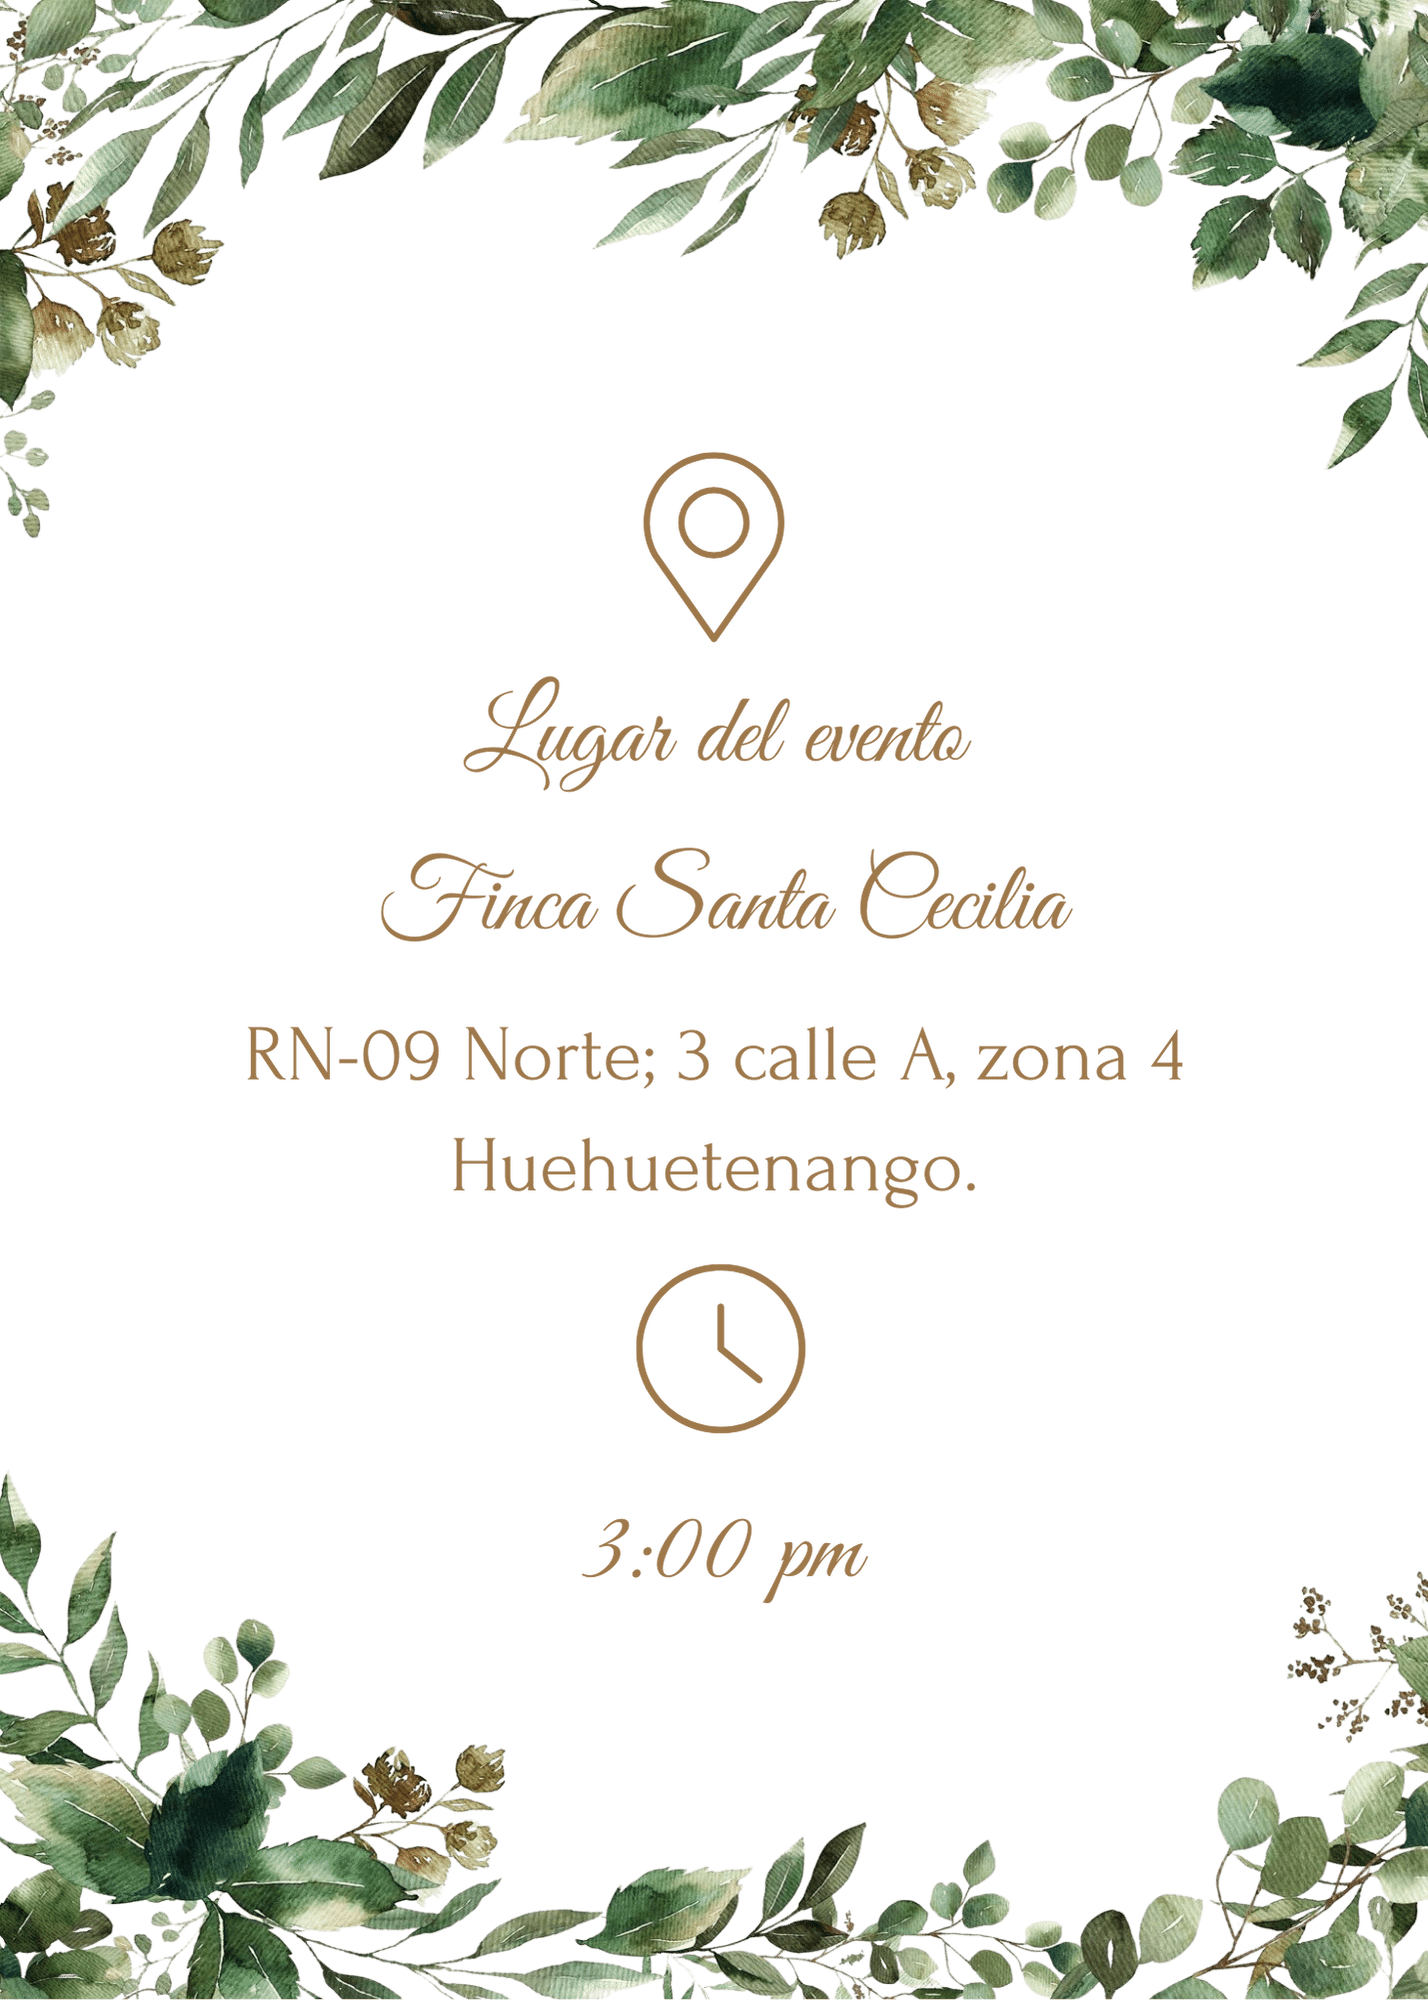 Lugar del evento
Finca Santa Cecilia
RN-09 Norte; 3 calle A, zona 4
Huehuetenango.
3:00 pm